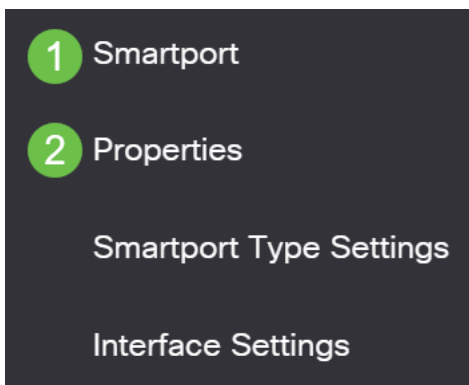 1 Smartport
2 Properties
Smartport Type Settings
Interface Settings